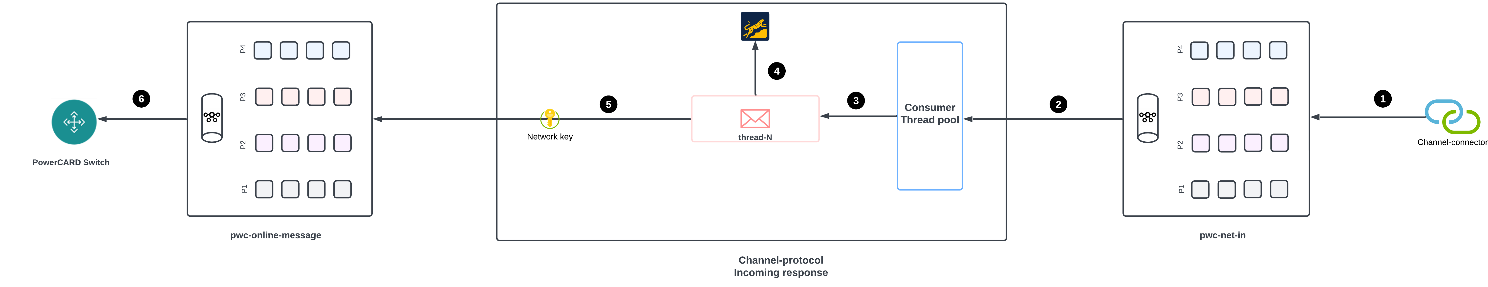 6
PowerCARD Switch
P4
P3
P2
P1
pwc-online-message
5
Network key
4
thread-N
3
Consumer
Thread pool
Channel-protocol
Incoming response
2
P4
P3
P2
P1
pwc-net-in
1
Channel-connector